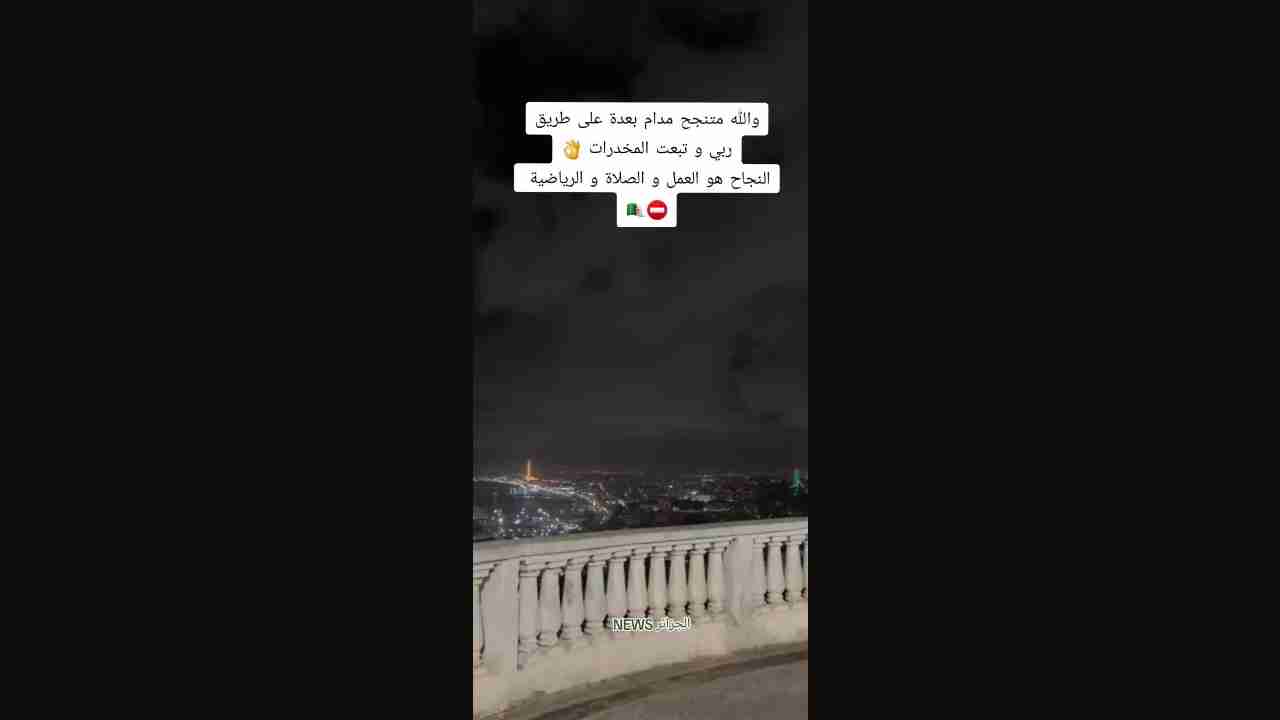 والله متنجح مدام بعدة على طريق
ربي و تبعت المخدرات 👌
النجاح هو العمل و الصلاة و الرياضية
⛔🇩🇿
الجزائر NEWS